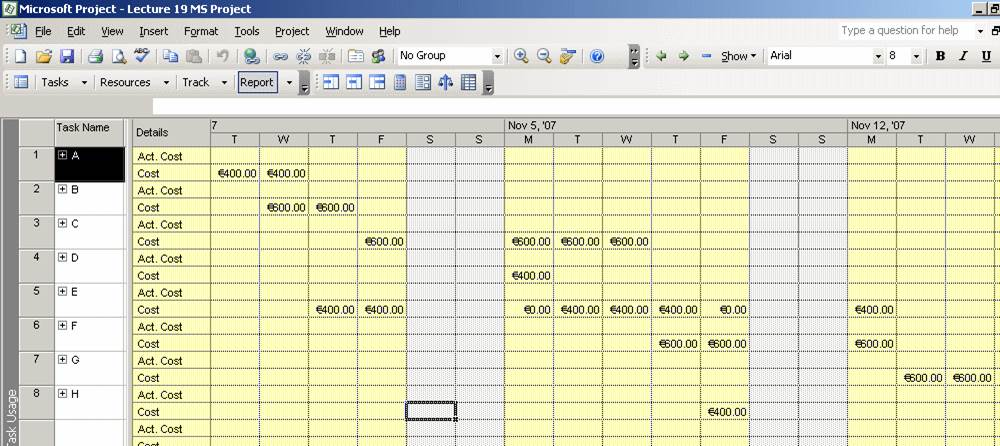 Microsoft Project - Lecture 19 MS Project
File Edit View Insert Format Tools Project Window Help Type a question for help
No Group Show Arial 8 B I U
Tasks Resources Track Report
Task Name Details 7 Nov 5, '07 Nov 12, '07
T W T F S S M T W T F S S M T W
1 A Act. Cost
Cost €400.00 €400.00
2 B Act. Cost
Cost €600.00 €600.00
3 C Act. Cost
Cost €600.00 €600.00 €600.00 €600.00
4 D Act. Cost
Cost €400.00
5 E Act. Cost
Cost €400.00 €400.00 €0.00 €400.00 €400.00 €400.00 €0.00 €400.00
6 F Act. Cost
Cost €600.00 €600.00 €600.00
7 G Act. Cost
Cost €600.00 €600.00
8 H Act. Cost
Cost €400.00
Act. Cost
Cost
Task Usage